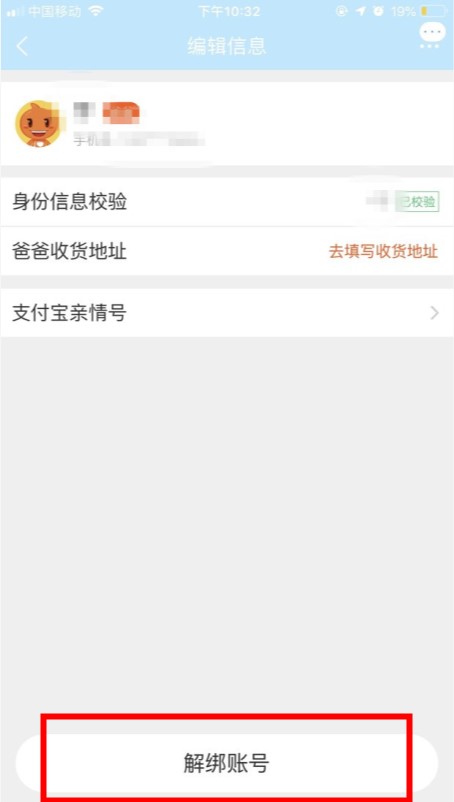 中国移动
下午10:32
19%
编辑信息
手机
身份信息校验
已校验
爸爸收货地址
去填写收货地址
支付宝亲情号
解绑账号